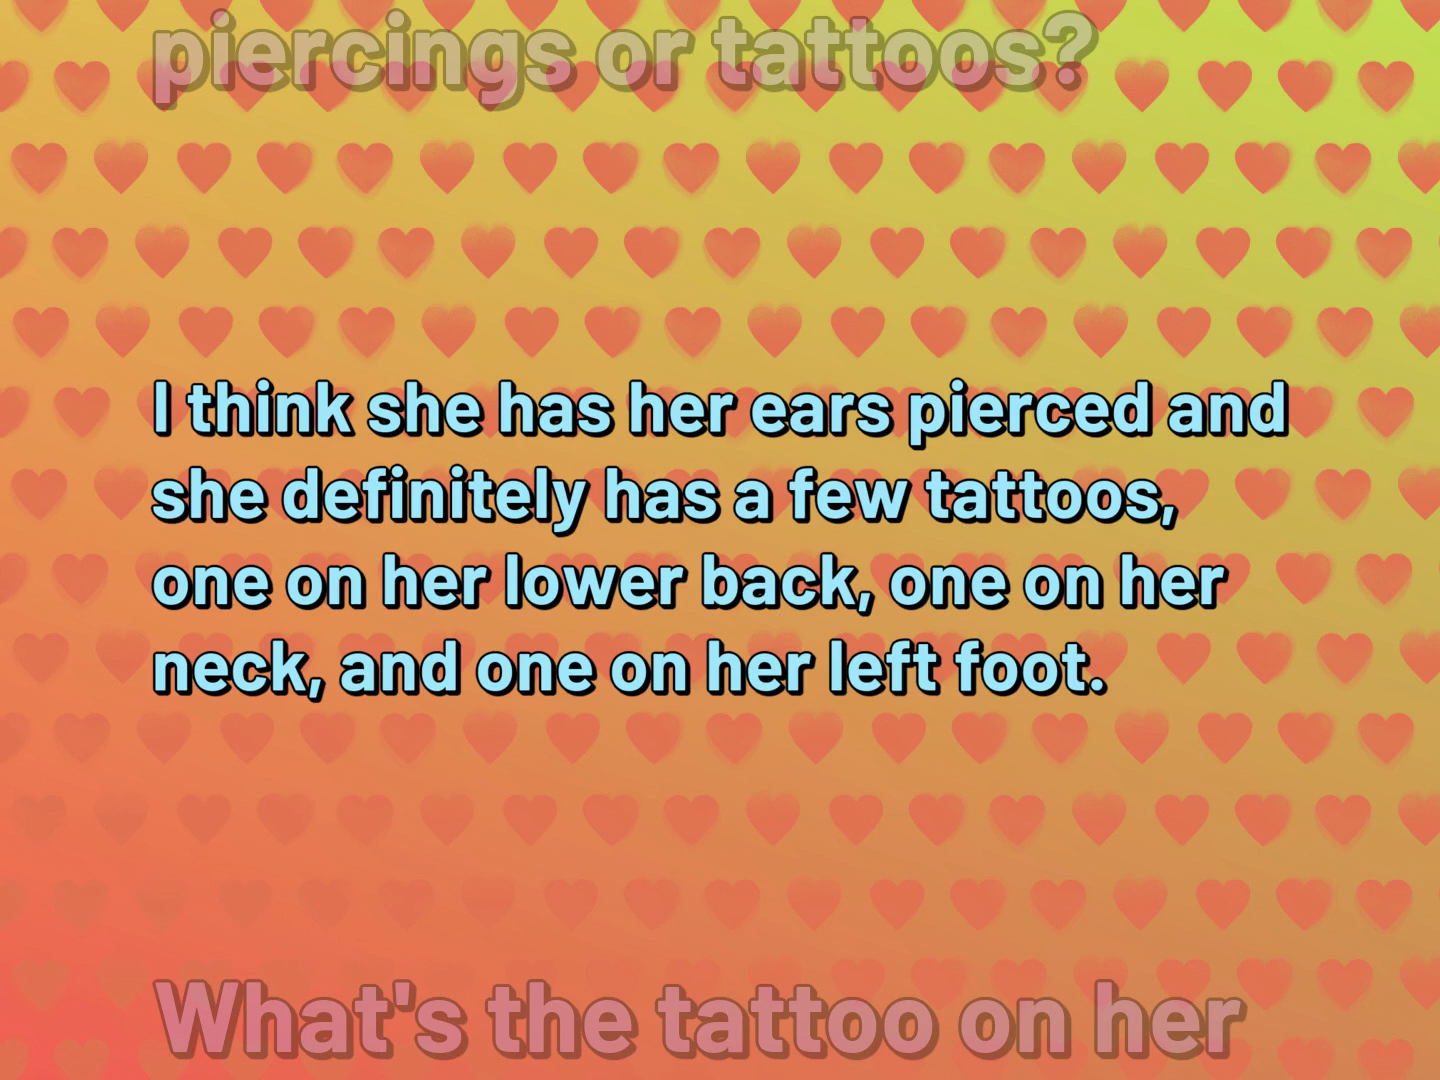 piercings or tattoos?
I think she has her ears pierced and
she definitely has a few tattoos,
one on her lower back, one on her
neck, and one on her left foot.
What's the tattoo on her